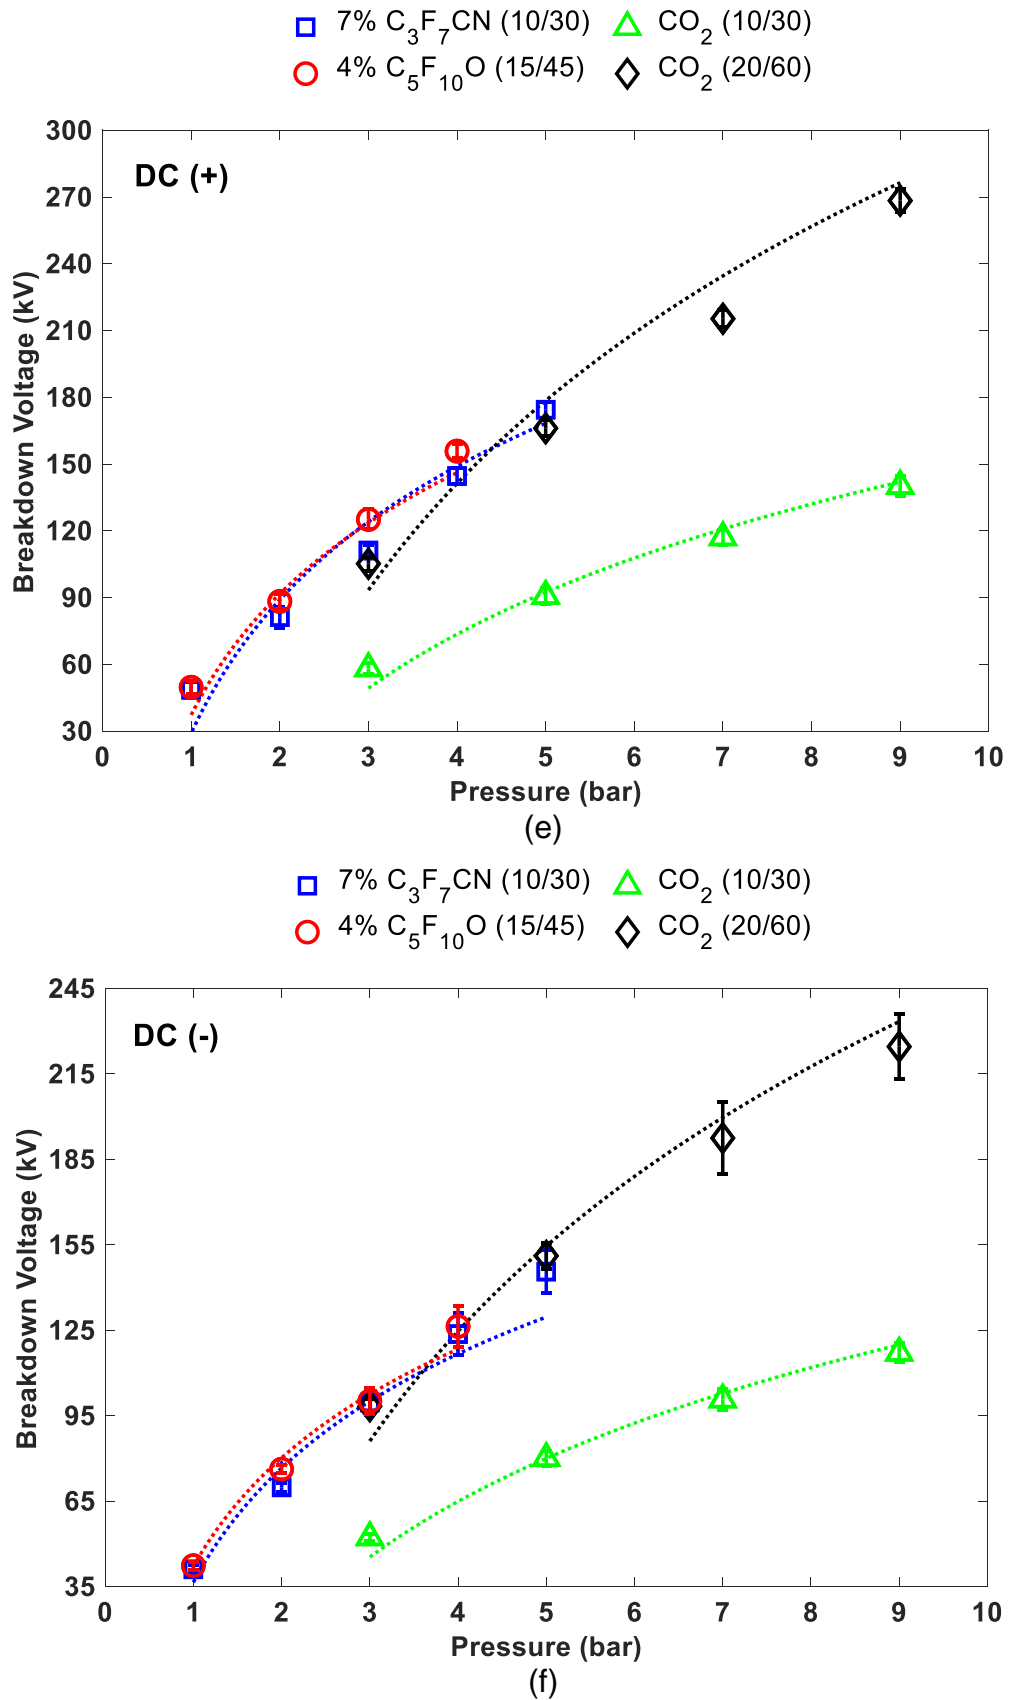 7% C3F7CN (10/30) CO2 (10/30)
4% C5F10O (15/45) CO2 (20/60)
300
DC (+)
270
240
210
180
150
120
90
60
30
Breakdown Voltage (kV)
0 1 2 3 4 5 6 7 8 9 10
Pressure (bar)
(e)
7% C3F7CN (10/30) CO2 (10/30)
4% C5F10O (15/45) CO2 (20/60)
245
DC (-)
215
185
155
125
95
65
35
Breakdown Voltage (kV)
0 1 2 3 4 5 6 7 8 9 10
Pressure (bar)
(f)